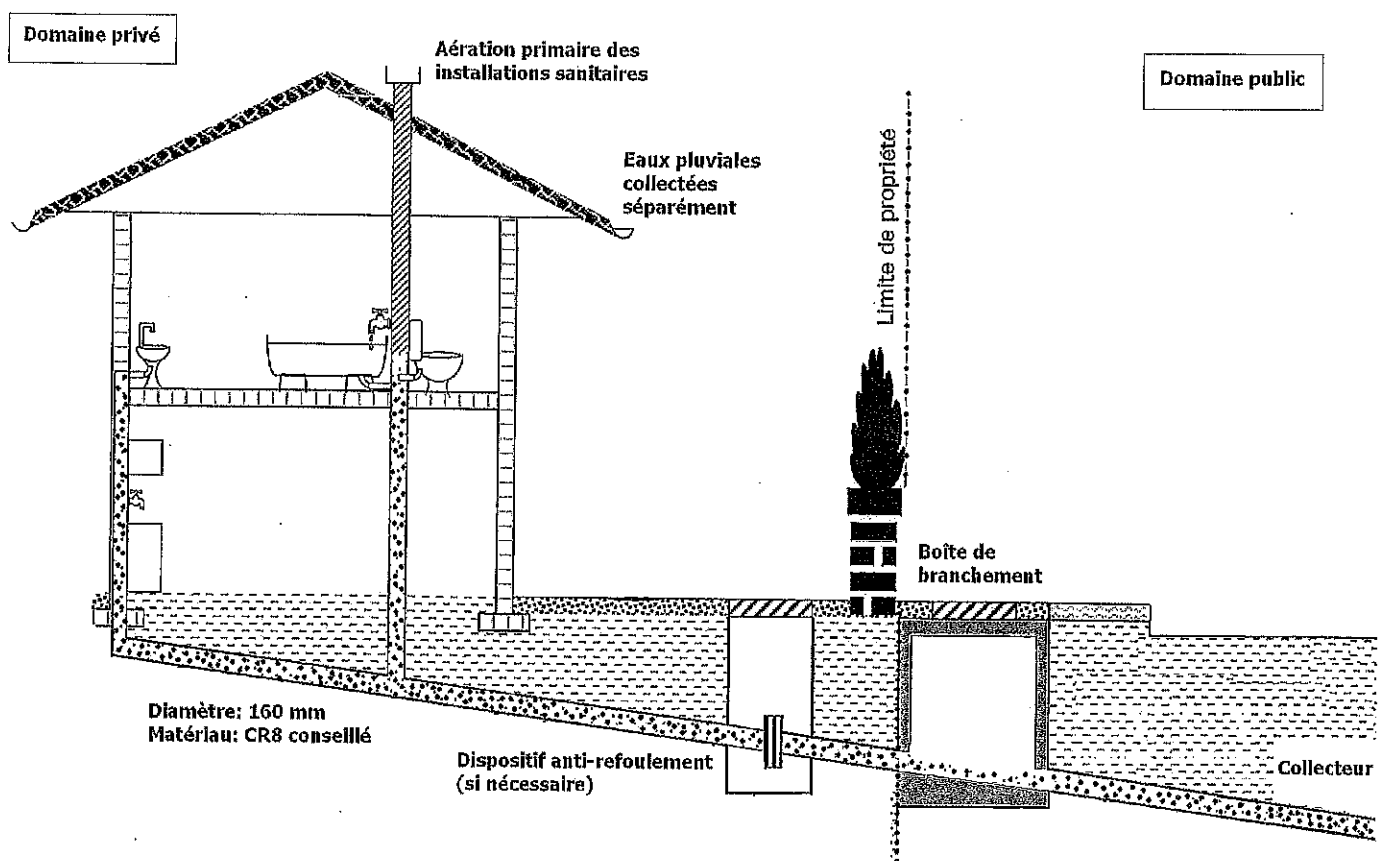 Domaine privé
Aération primaire des
installations sanitaires
Domaine public
Eaux pluviales
collectées
séparément
Limite de propriété
Boîte de
branchement
Diamètre: 160 mm
Matériau: CR8 conseillé
Dispositif anti-refoulement
(si nécessaire)
Collecteur